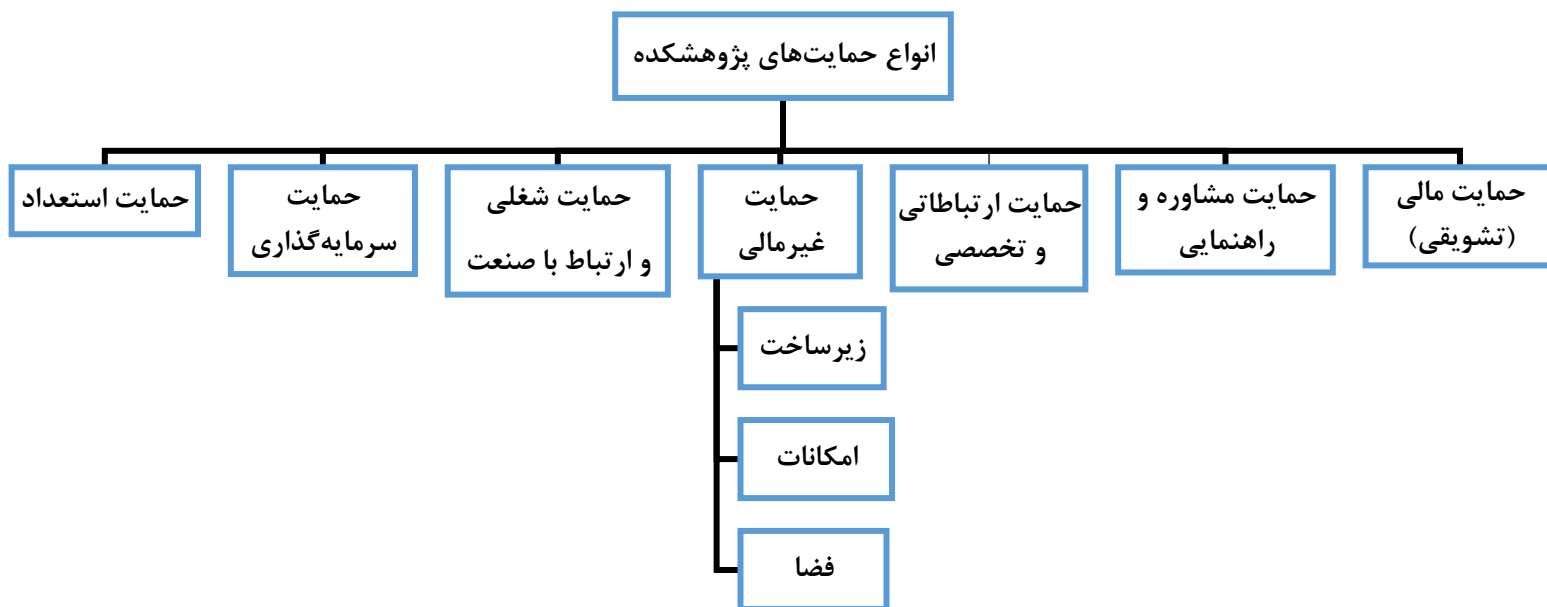 انواع حمایت‌های پژوهشکده
حمایت مالی
(تشویقی)
حمایت مشاوره و
راهنمایی
حمایت ارتباطاتی
و تخصصی
حمایت
غیرمالی
حمایت شغلی
و ارتباط با صنعت
حمایت
سرمایه‌گذاری
حمایت استعداد
زیرساخت
امکانات
فضا